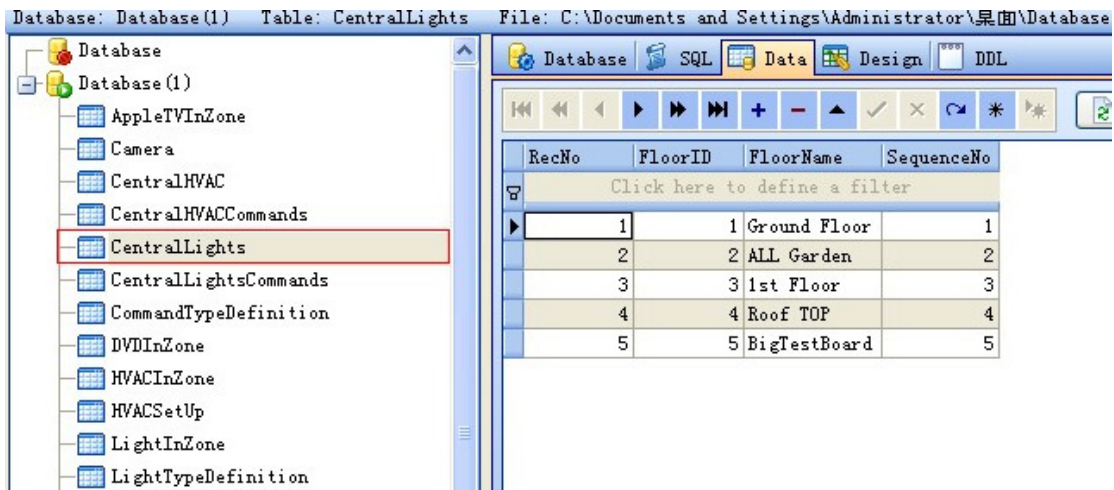 Database: Database(1) Table: CentralLights File: C:\Documents and Settings\Administrator\桌面\Database
Database
Database(1)
AppleTVInZone
Camera
CentralHVAC
CentralHVACCommands
CentralLights
CentralLightsCommands
CommandTypeDefinition
DVDInZone
HVACInZone
HVACSetUp
LightInZone
LightTypeDefinition
Database SQL Data Design DDL
RecNo FloorID FloorName SequenceNo
Click here to define a filter
1 1 Ground Floor 1
2 2 ALL Garden 2
3 3 1st Floor 3
4 4 Roof TOP 4
5 5 BigTestBoard 5